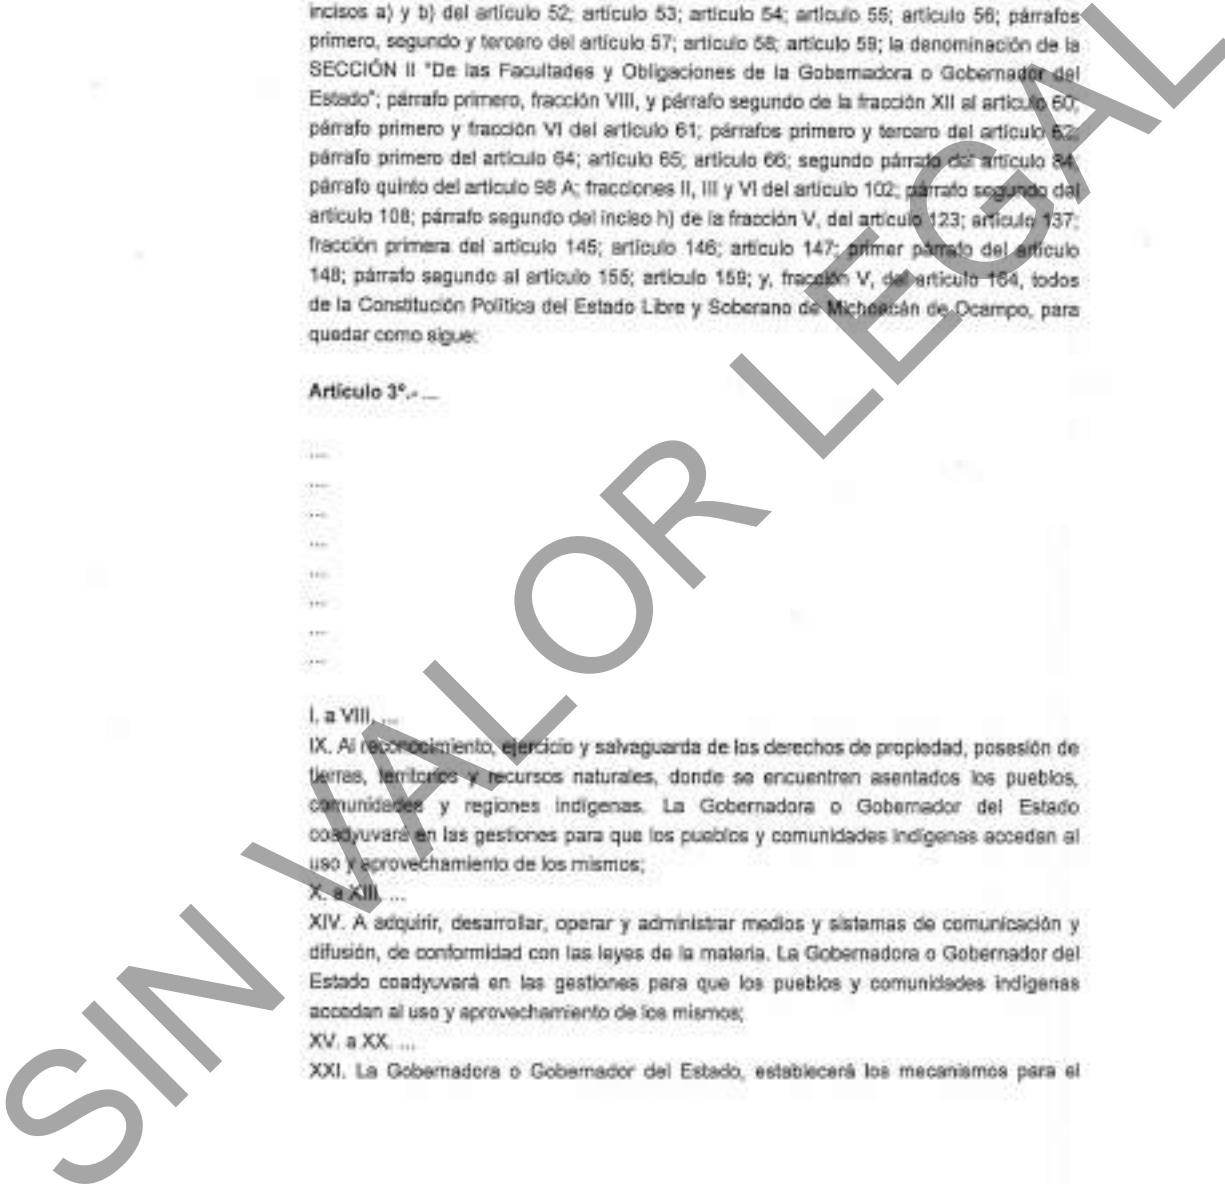 incisos a) y b) del artículo 52; artículo 53; artículo 54; artículo 55; artículo 56; párrafos
primero, segundo y tercero del artículo 57; artículo 58; artículo 59; la denominación de la
SECCIÓN II "De las Facultades y Obligaciones de la Gobernadora o Gobernador del
Estado"; párrafo primero, fracción VIII, y párrafo segundo de la fracción XII al artículo 60;
párrafo primero y fracción VI del artículo 61; párrafos primero y tercero del artículo 62;
párrafo primero del artículo 64; artículo 65; artículo 66; segundo párrafo del artículo 84;
párrafo quinto del artículo 98 A; fracciones II, III y VI del artículo 102; párrafo segundo del
artículo 108; párrafo segundo del inciso h) de la fracción V, del artículo 123; artículo 137;
fracción primera del artículo 145; artículo 146; artículo 147; primer párrafo del artículo
148; párrafo segundo al artículo 155; artículo 159; y, fracción V, del artículo 164, todos
de la Constitución Política del Estado Libre y Soberano de Michoacán de Ocampo, para
quedar como sigue:
Artículo 3°.- ...
...
...
...
...
...
...
...
...
I. a VIII. ...
IX. Al reconocimiento, ejercicio y salvaguarda de los derechos de propiedad, posesión de
tierras, territorios y recursos naturales, donde se encuentren asentados los pueblos,
comunidades y regiones indígenas. La Gobernadora o Gobernador del Estado
coadyuvará en las gestiones para que los pueblos y comunidades indígenas accedan al
uso y aprovechamiento de los mismos;
X. a XIII. ...
XIV. A adquirir, desarrollar, operar y administrar medios y sistemas de comunicación y
difusión, de conformidad con las leyes de la materia. La Gobernadora o Gobernador del
Estado coadyuvará en las gestiones para que los pueblos y comunidades indígenas
accedan al uso y aprovechamiento de los mismos;
XV. a XX. ...
XXI. La Gobernadora o Gobernador del Estado, establecerá los mecanismos para el
SIN VALOR LEGAL